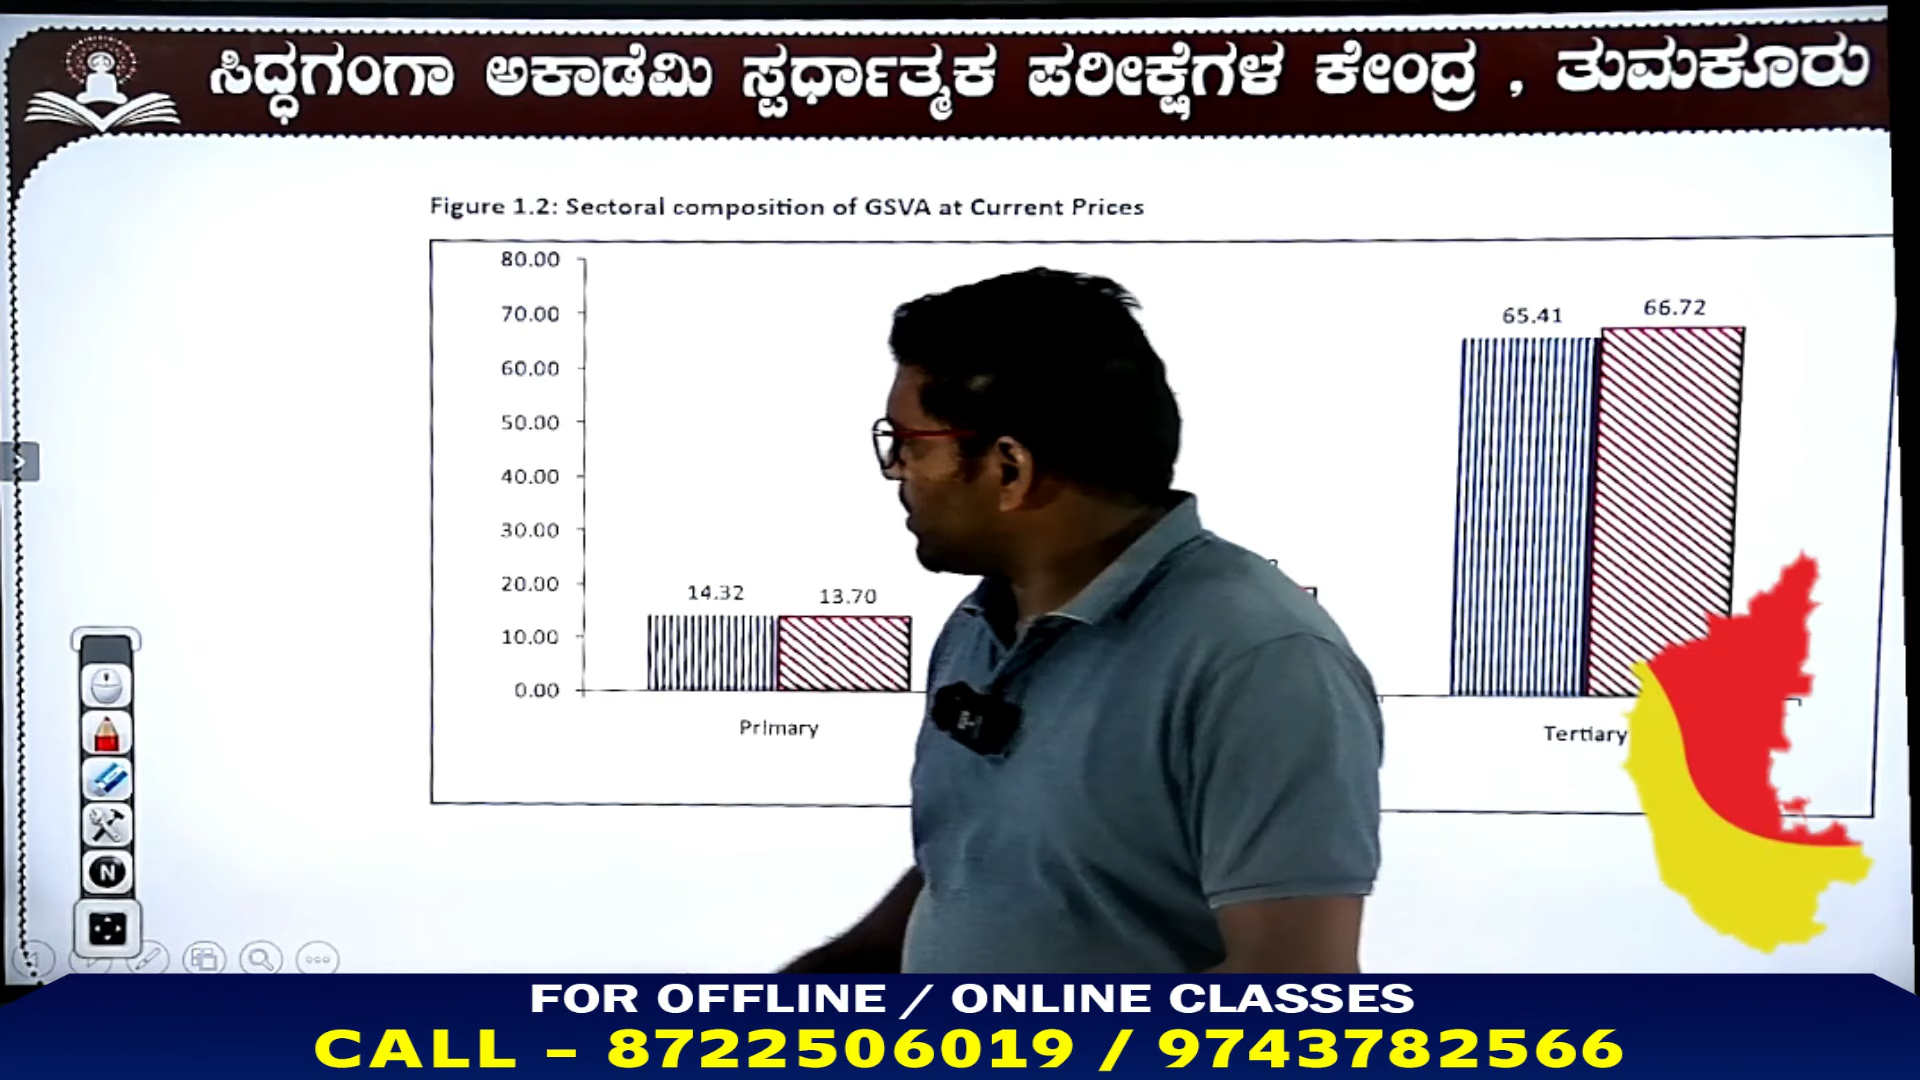 ಸಿದ್ಧಗಂಗಾ ಅಕಾಡೆಮಿ ಸ್ಪರ್ಧಾತ್ಮಕ ಪರೀಕ್ಷೆಗಳ ಕೇಂದ್ರ , ತುಮಕೂರು
Figure 1.2: Sectoral composition of GSVA at Current Prices
80.00
70.00
60.00
50.00
40.00
30.00
20.00
10.00
0.00
14.32
13.70
65.41
66.72
Primary
Tertiary
N
FOR OFFLINE / ONLINE CLASSES
CALL – 8722506019 / 9743782566